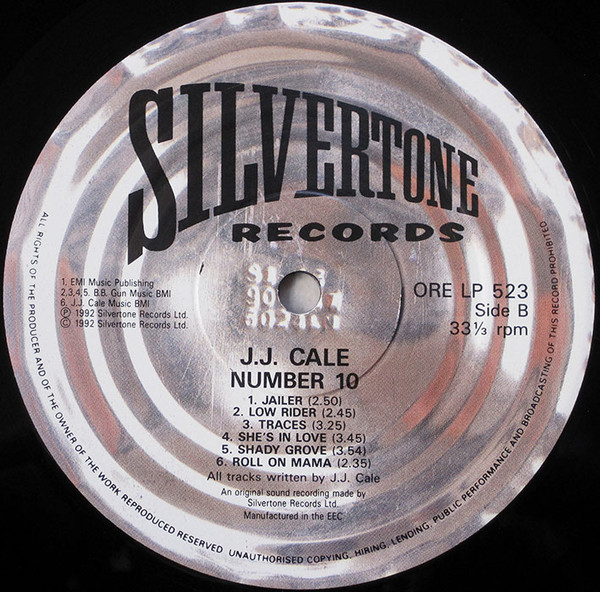 SILVERTONE
RECORDS
1. EMI Music Publishing
2,3,4,5. B.B. Gun Music BMI
6. J.J. Cale Music BMI
Ⓟ 1992 Silvertone Records Ltd.
© 1992 Silvertone Records Ltd.
ORE LP 523
Side B
33⅓ rpm
J.J. CALE
NUMBER 10
1. JAILER (2.50)
2. LOW RIDER (2.45)
3. TRACES (3.25)
4. SHE'S IN LOVE (3.45)
5. SHADY GROVE (3.54)
6. ROLL ON MAMA (2.35)
All tracks written by J.J. Cale
An original sound recording made by
Silvertone Records Ltd.
Manufactured in the EEC
ALL RIGHTS OF THE PRODUCER AND OF THE OWNER OF THE WORK REPRODUCED RESERVED UNAUTHORISED COPYING, HIRING, LENDING, PUBLIC PERFORMANCE AND BROADCASTING OF THIS RECORD PROHIBITED